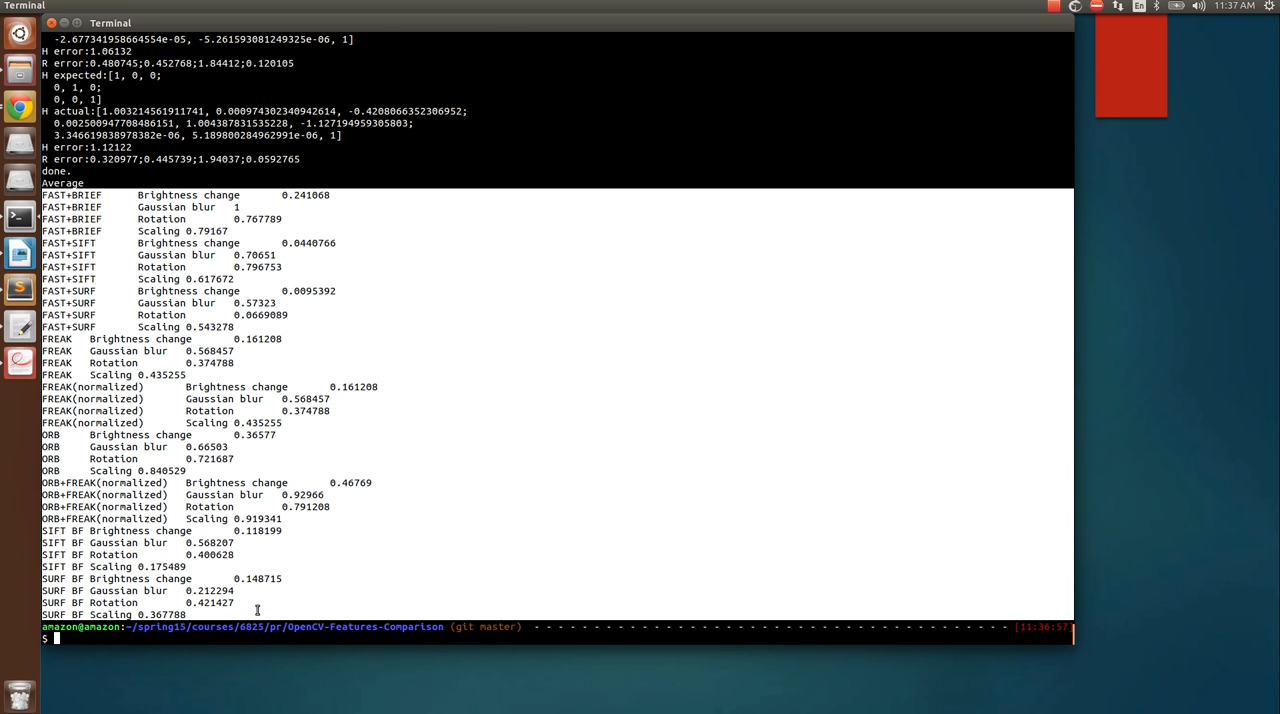 Terminal
En
11:37 AM
Terminal
-2.677341958664554e-05, -5.261593081249325e-06, 1]
H error:1.06132
R error:0.480745;0.452768;1.84412;0.120105
H expected:[1, 0, 0;
0, 1, 0;
0, 0, 1]
H actual:[1.003214561911741, 0.000974302340942614, -0.4208066352306952;
0.002500947708486151, 1.004387831535228, -1.127194959305803;
3.346619838978382e-06, 5.189800284962991e-06, 1]
H error:1.12122
R error:0.320977;0.445739;1.94037;0.0592765
done.
Average
FAST+BRIEF Brightness change 0.241068
FAST+BRIEF Gaussian blur 1
FAST+BRIEF Rotation 0.767789
FAST+BRIEF Scaling 0.79167
FAST+SIFT Brightness change 0.0440766
FAST+SIFT Gaussian blur 0.70651
FAST+SIFT Rotation 0.796753
FAST+SIFT Scaling 0.617672
FAST+SURF Brightness change 0.0095392
FAST+SURF Gaussian blur 0.57323
FAST+SURF Rotation 0.0669089
FAST+SURF Scaling 0.543278
FREAK Brightness change 0.161208
FREAK Gaussian blur 0.568457
FREAK Rotation 0.374788
FREAK Scaling 0.435255
FREAK(normalized) Brightness change 0.161208
FREAK(normalized) Gaussian blur 0.568457
FREAK(normalized) Rotation 0.374788
FREAK(normalized) Scaling 0.435255
ORB Brightness change 0.36577
ORB Gaussian blur 0.66503
ORB Rotation 0.721687
ORB Scaling 0.840529
ORB+FREAK(normalized) Brightness change 0.46769
ORB+FREAK(normalized) Gaussian blur 0.92966
ORB+FREAK(normalized) Rotation 0.791208
ORB+FREAK(normalized) Scaling 0.919341
SIFT BF Brightness change 0.118199
SIFT BF Gaussian blur 0.568207
SIFT BF Rotation 0.400628
SIFT BF Scaling 0.175489
SURF BF Brightness change 0.148715
SURF BF Gaussian blur 0.212294
SURF BF Rotation 0.421427
SURF BF Scaling 0.367788
amazon@amazon:~/spring15/courses/6825/pr/OpenCV-Features-Comparison (git master) - - - - - - - - - - - - - - - - - - - - - - - - - - - - - - - - - - - - - - - - [11:36:57]
$